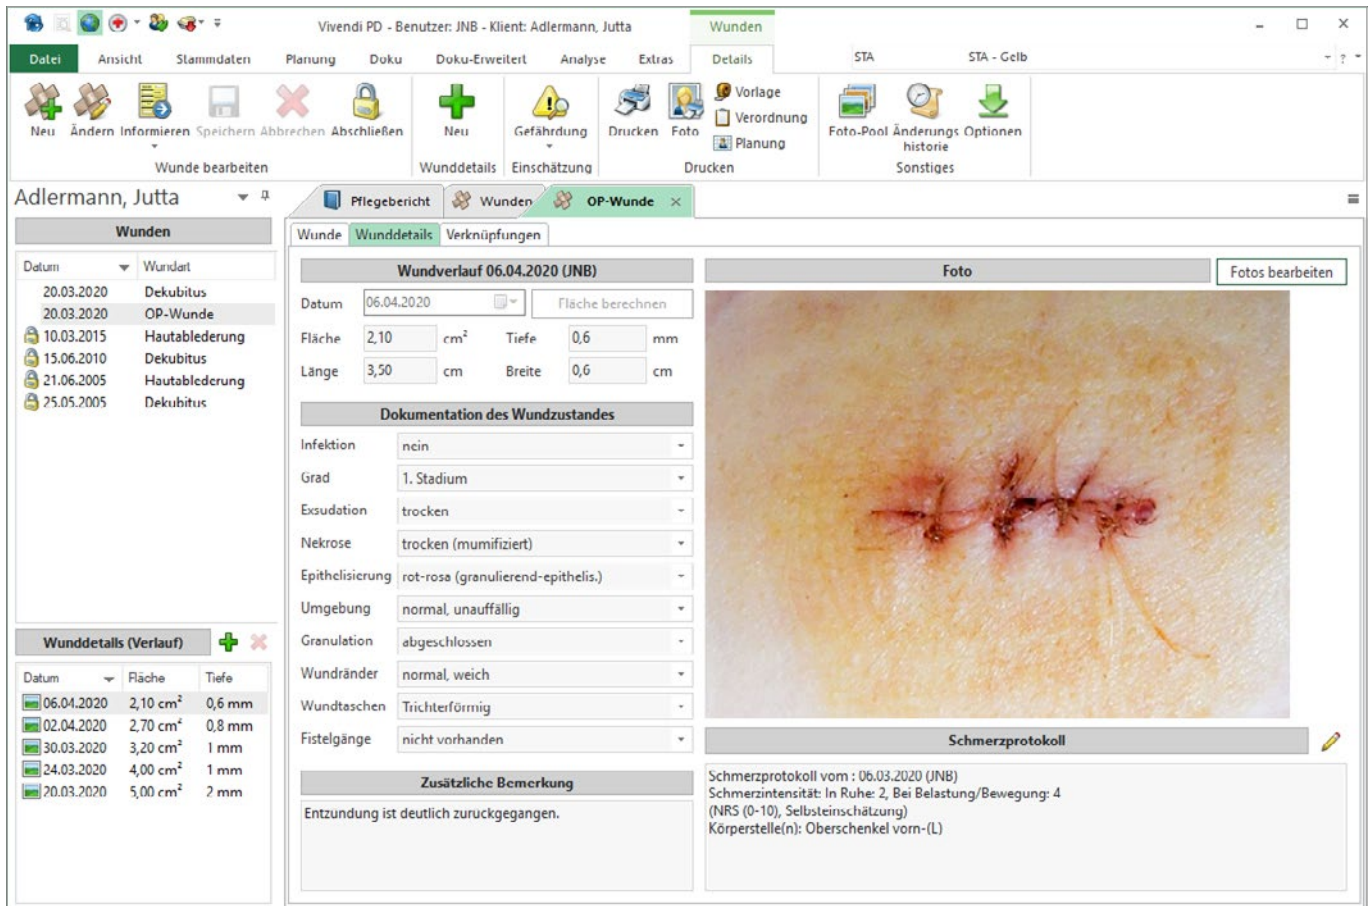 Vivendi PD - Benutzer: JNB - Klient: Adlermann, Jutta
Wunden
Datei Ansicht Stammdaten Planung Doku Doku-Erweitert Analyse Extras Details STA STA - Gelb
Neu Ändern Informieren Speichern Abbrechen Abschließen
Wunde bearbeiten
Neu
Wunddetails
Gefährdung
Einschätzung
Drucken Foto
Vorlage
Verordnung
Planung
Drucken
Foto-Pool Änderungs historie Optionen
Sonstiges
Adlermann, Jutta
Wunden
Datum Wundart
20.03.2020 Dekubitus
20.03.2020 OP-Wunde
10.03.2015 Hautablederung
15.06.2010 Dekubitus
21.06.2005 Hautablederung
25.05.2005 Dekubitus
Wunddetails (Verlauf)
Datum Fläche Tiefe
06.04.2020 2,10 cm² 0,6 mm
02.04.2020 2,70 cm² 0,8 mm
30.03.2020 3,20 cm² 1 mm
24.03.2020 4,00 cm² 1 mm
20.03.2020 5,00 cm² 2 mm
Pflegebericht Wunden OP-Wunde
Wunde Wunddetails Verknüpfungen
Wundverlauf 06.04.2020 (JNB)
Datum 06.04.2020 Fläche berechnen
Fläche 2,10 cm² Tiefe 0,6 mm
Länge 3,50 cm Breite 0,6 cm
Dokumentation des Wundzustandes
Infektion nein
Grad 1. Stadium
Exsudation trocken
Nekrose trocken (mumifiziert)
Epithelisierung rot-rosa (granulierend-epithelis.)
Umgebung normal, unauffällig
Granulation abgeschlossen
Wundränder normal, weich
Wundtaschen Trichterförmig
Fistelgänge nicht vorhanden
Zusätzliche Bemerkung
Entzündung ist deutlich zurückgegangen.
Foto
Fotos bearbeiten
Schmerzprotokoll
Schmerzprotokoll vom : 06.03.2020 (JNB)
Schmerzintensität: In Ruhe: 2, Bei Belastung/Bewegung: 4
(NRS (0-10), Selbsteinschätzung)
Körperstelle(n): Oberschenkel vorn-(L)